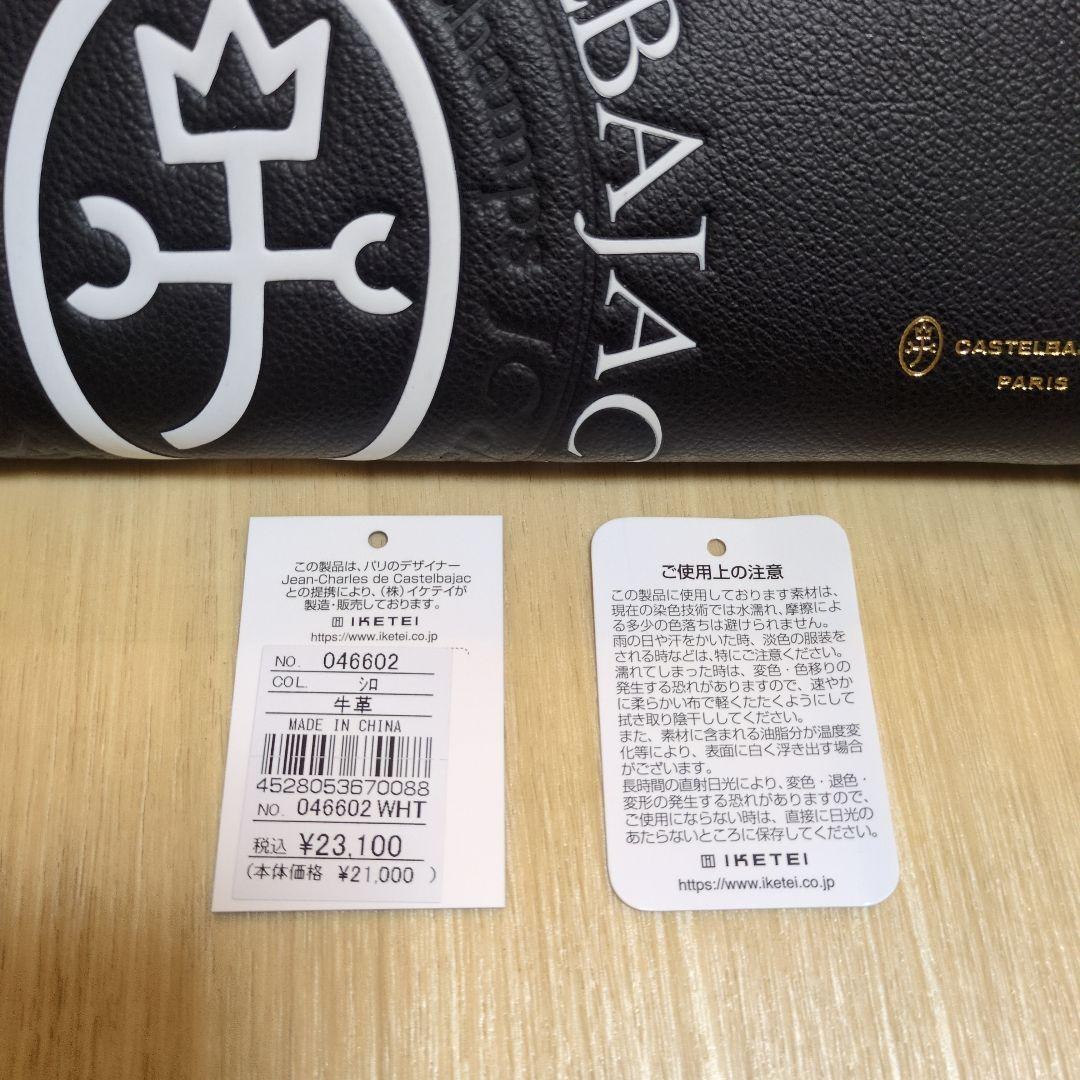 LBAJAC
champs
CASTELBA
PARIS
この製品は、パリのデザイナー
Jean-Charles de Castelbajac
との提携により、(株)イケテイが
製造・販売しております。
IKETEI
https://www.iketei.co.jp
NO. 046602
COL. シロ
牛革
MADE IN CHINA
4528053670088
NO. 046602 WHT
税込 ¥23,100
(本体価格 ¥21,000 )
ご使用上の注意
この製品に使用しております素材は、
現在の染色技術では水濡れ、摩擦によ
る多少の色落ちは避けられません。
雨の日や汗をかいた時、淡色の服装を
される時などは、特にご注意ください。
濡れてしまった時は、変色・色移りの
発生する恐れがありますので、速やか
に柔らかい布で軽くたたくようにして
拭き取り陰干ししてください。
また、素材に含まれる油脂分が温度変
化等により、表面に白く浮き出す場合
がございます。
長時間の直射日光により、変色・退色・
変形の発生する恐れがありますので、
ご使用にならない時は、直接に日光の
あたらないところに保存してください。
IKETEI
https://www.iketei.co.jp